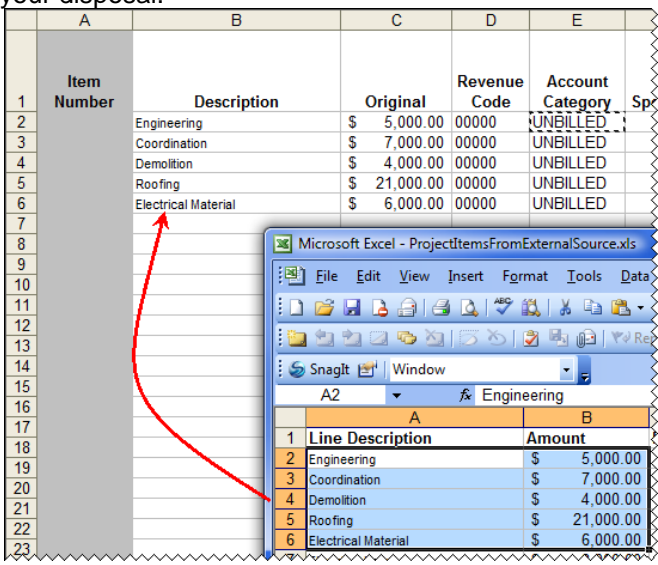 your disposal.
A B C D E
Item Number Description Original Revenue Code Account Category
1
2 Engineering $ 5,000.00 00000 UNBILLED
3 Coordination $ 7,000.00 00000 UNBILLED
4 Demolition $ 4,000.00 00000 UNBILLED
5 Roofing $ 21,000.00 00000 UNBILLED
6 Electrical Material $ 6,000.00 00000 UNBILLED
7
8
9
10
11
12
13
14
15
16
17
18
19
20
21
22
23
Microsoft Excel - ProjectItemsFromExternalSource.xls
File Edit View Insert Format Tools Data
SnagIt Window
A2 fx Engineering
A B
1 Line Description Amount
2 Engineering $ 5,000.00
3 Coordination $ 7,000.00
4 Demolition $ 4,000.00
5 Roofing $ 21,000.00
6 Electrical Material $ 6,000.00